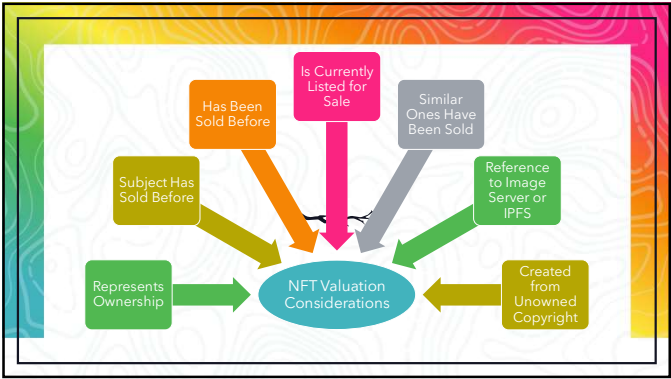 Is Currently
Listed for
Sale
Has Been
Sold Before
Similar
Ones Have
Been Sold
Subject Has
Sold Before
Reference
to Image
Server or
IPFS
Represents
Ownership
NFT Valuation
Considerations
Created
from
Unowned
Copyright